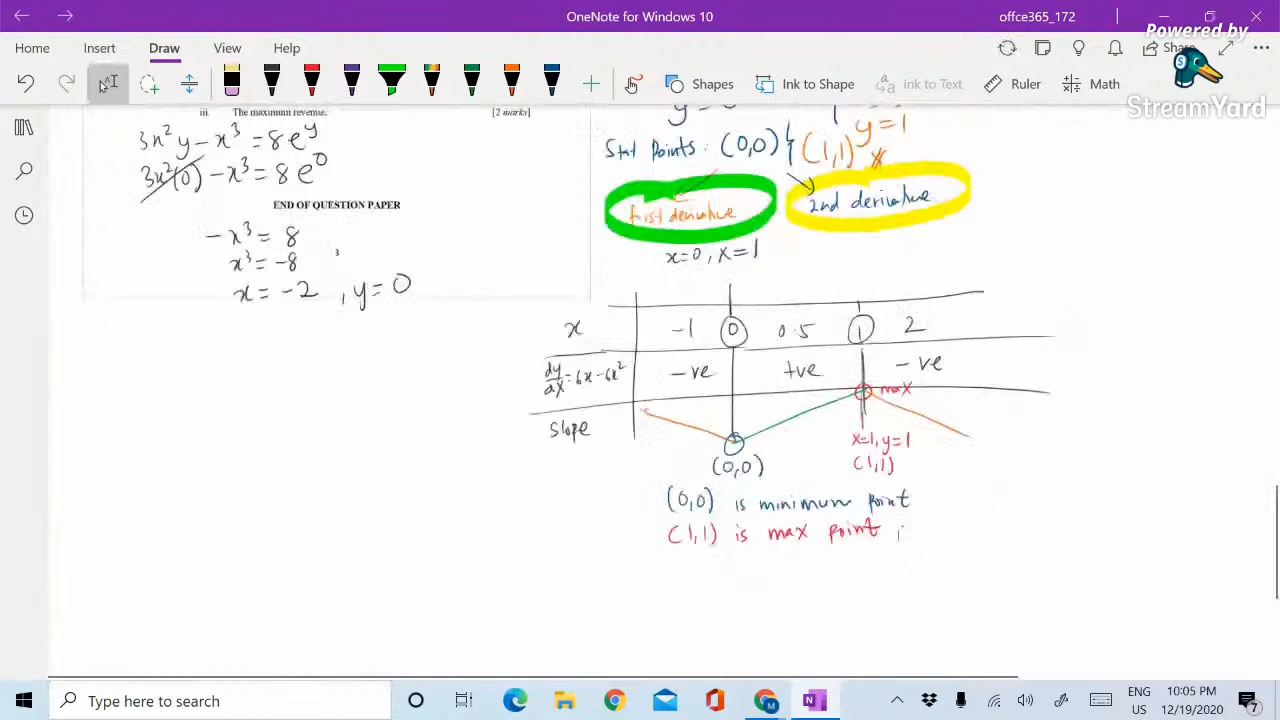 OneNote for Windows 10
offce365_172
Powered by
StreamYard
Home Insert Draw View Help
Share
Shapes
Ink to Shape
Ink to Text
Ruler
Math
iii. The maximum revenue. [2 marks]
3x²y - x³ = 8e^y
3x²(0) - x³ = 8e⁰
END OF QUESTION PAPER
-x³ = 8
x³ = -8
3
x = -2 , y = 0
y = 1
Stat Points: (0,0) & (1,1)
first derivative
2nd derivative
x=0, x=1
x -1 0 0.5 1 2
dy/dx = 6x - 6x² -ve +ve -ve
max
slope
x=1, y=1
(0,0) (1,1)
(0,0) is minimum point
(1,1) is max point
Type here to search
ENG
US
10:05 PM
12/19/2020
7